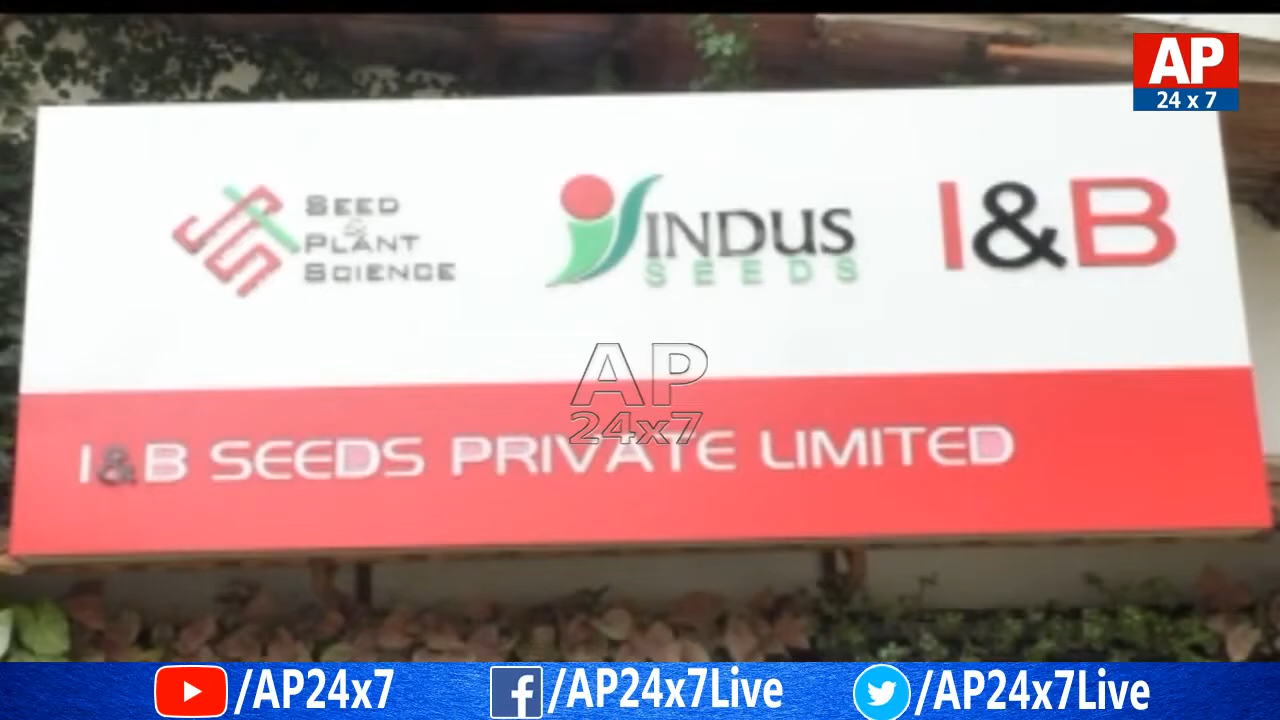 AP
24 x 7
SEED
&
PLANT
SCIENCE
INDUS
SEEDS
I&B
AP
24x7
I&B SEEDS PRIVATE LIMITED
/AP24x7
/AP24x7Live
/AP24x7Live